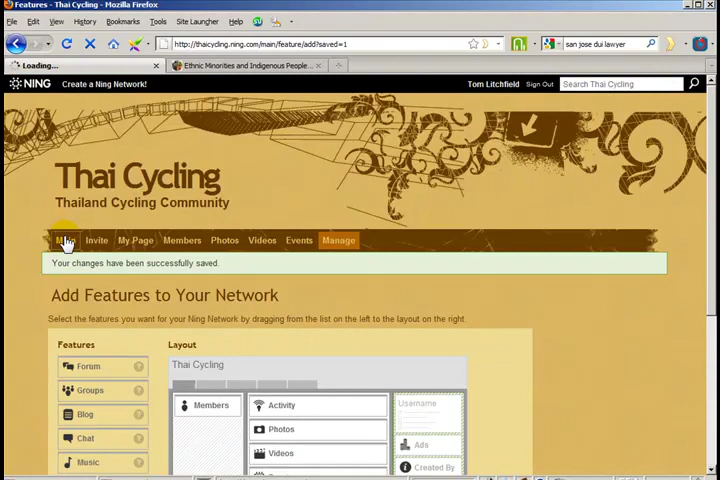 Features - Thai Cycling - Mozilla Firefox
File Edit View History Bookmarks Tools Site Launcher Help
http://thaicycling.ning.com/main/feature/add?saved=1
san jose dui lawyer
Loading...
Ethnic Minorities and Indigenous People...
NING Create a Ning Network!
Tom Litchfield Sign Out Search Thai Cycling
Thai Cycling
Thailand Cycling Community
Invite My Page Members Photos Videos Events Manage
Your changes have been successfully saved.
Add Features to Your Network
Select the features you want for your Ning Network by dragging from the list on the left to the layout on the right.
Features Layout
Forum ?
Groups ?
Blog ?
Chat ?
Music ?
Thai Cycling
Members
Activity
Photos
Videos
Username
Ads
Created By